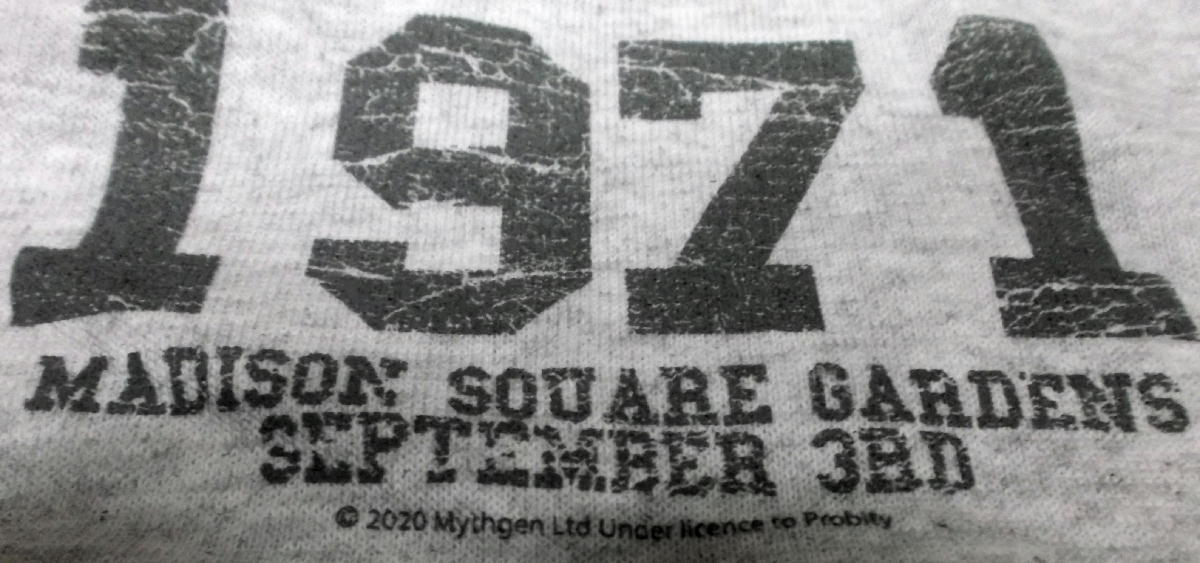 1971
MADISON SQUARE GARDENS
SEPTEMBER 3RD
© 2020 Mythgen Ltd Under licence to Probity